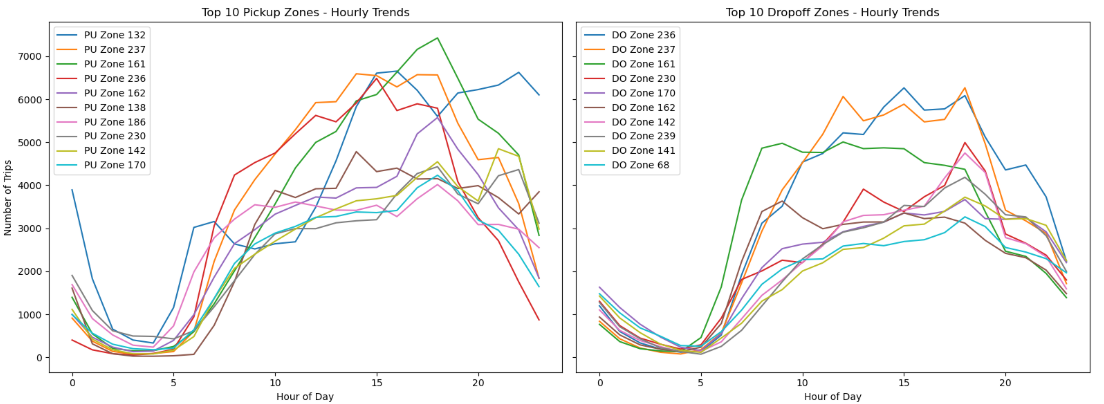 Top 10 Pickup Zones - Hourly Trends
Number of Trips
7000
6000
5000
4000
3000
2000
1000
0
PU Zone 132
PU Zone 237
PU Zone 161
PU Zone 236
PU Zone 162
PU Zone 138
PU Zone 186
PU Zone 230
PU Zone 142
PU Zone 170
0 5 10 15 20
Hour of Day
Top 10 Dropoff Zones - Hourly Trends
DO Zone 236
DO Zone 237
DO Zone 161
DO Zone 230
DO Zone 170
DO Zone 162
DO Zone 142
DO Zone 239
DO Zone 141
DO Zone 68
0 5 10 15 20
Hour of Day